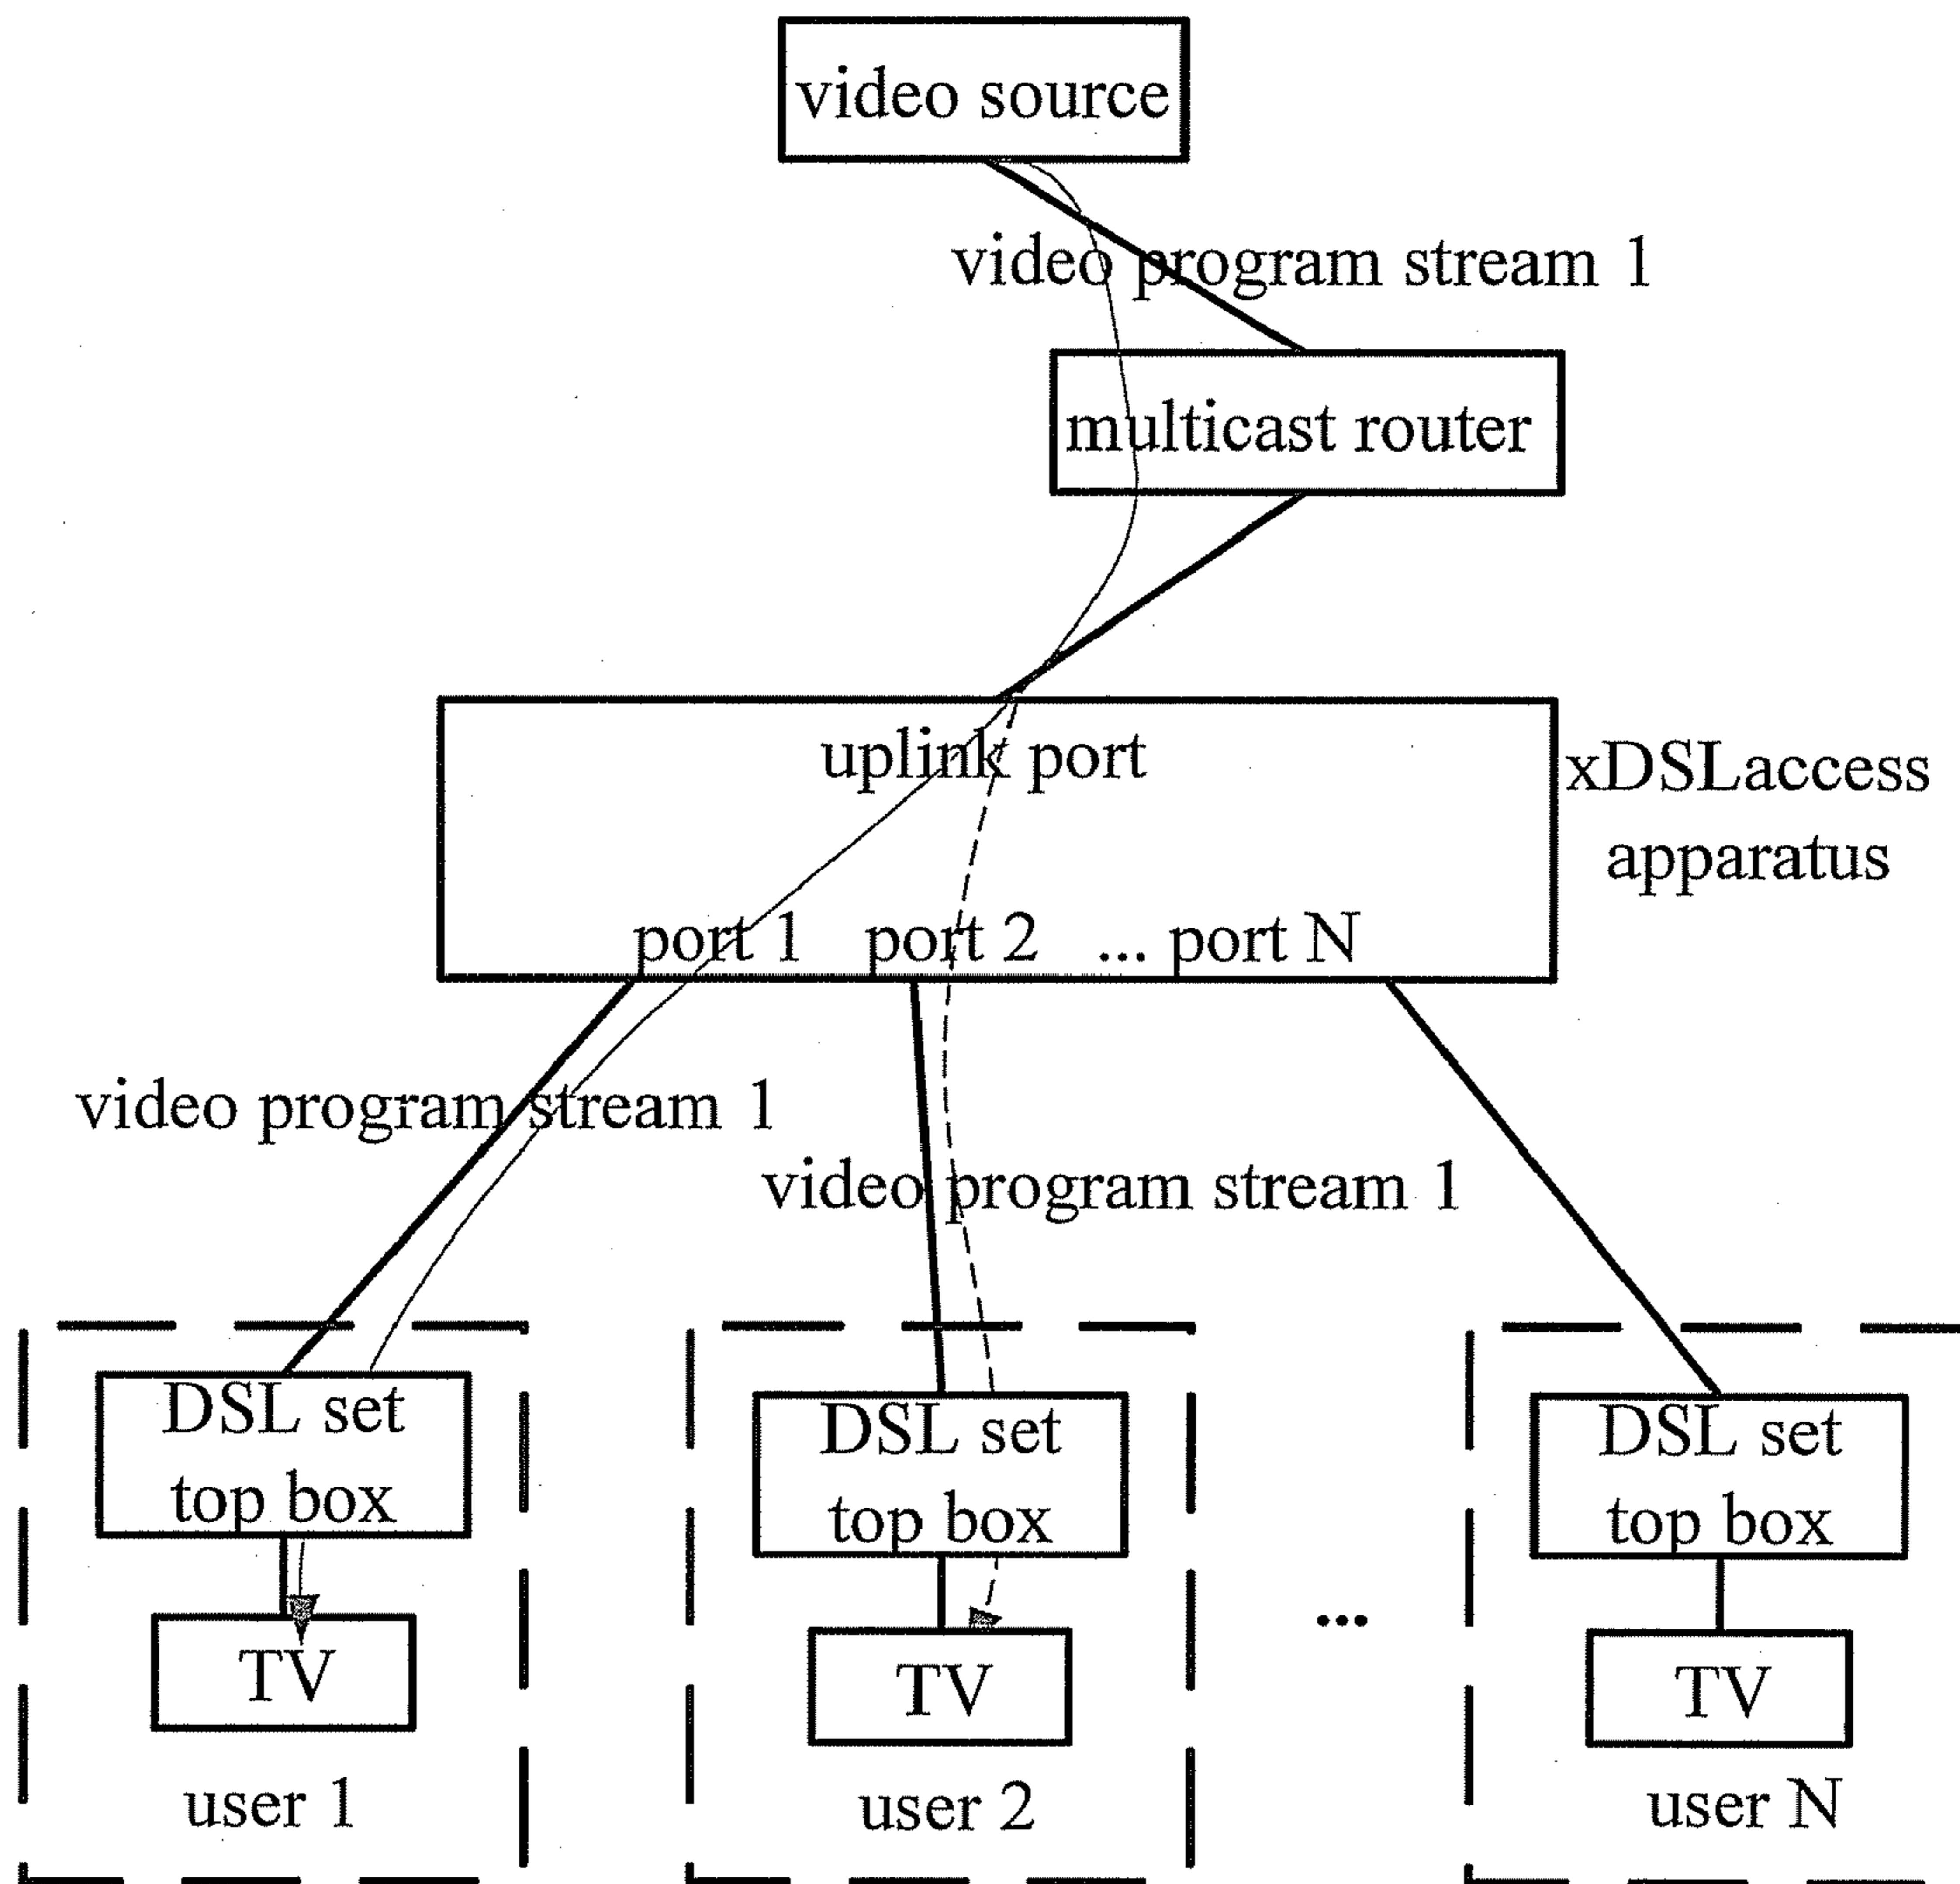 video source
video program stream 1
multicast router
uplink port
xDSLaccess
apparatus
port 1 port 2 ... port N
video program stream 1
video program stream 1
DSL set
top box
TV
user 1
DSL set
top box
TV
user 2
...
DSL set
top box
TV
user N